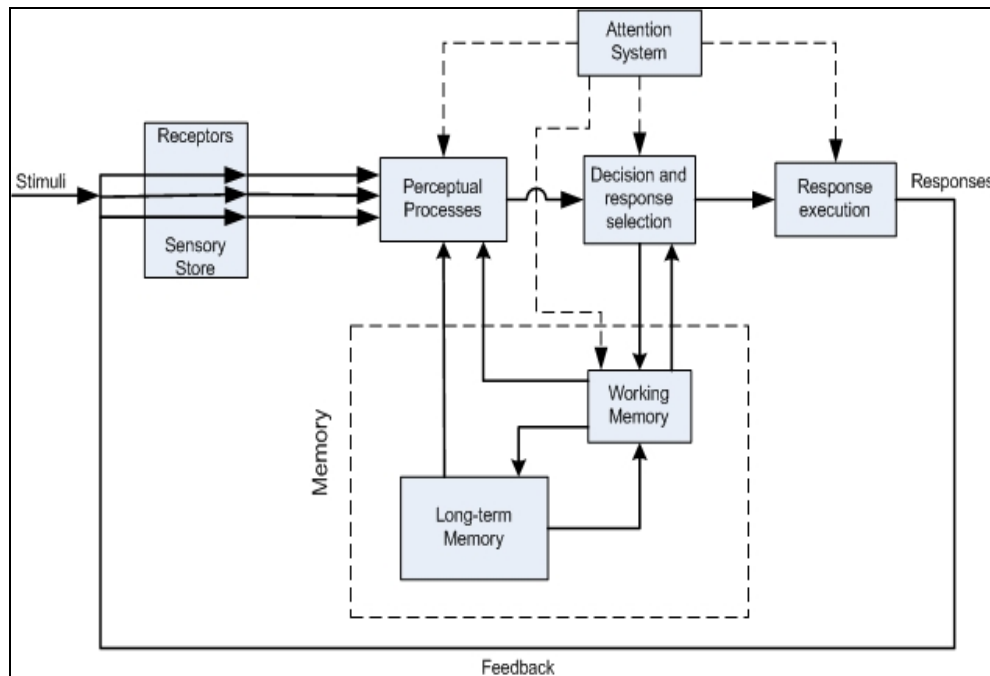 Attention
System
Receptors
Stimuli
Perceptual
Processes
Decision and
response
selection
Response
execution
Responses
Sensory
Store
Memory
Working
Memory
Long-term
Memory
Feedback